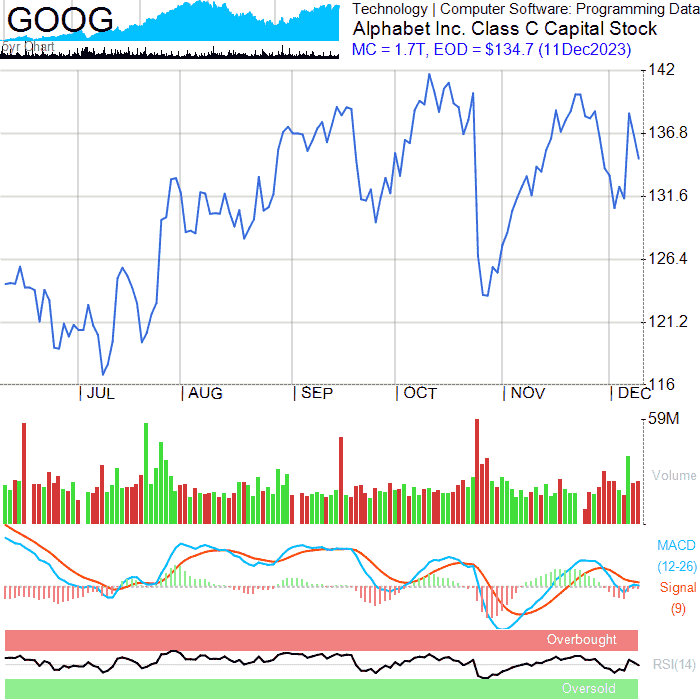 GOOG
Technology | Computer Software: Programming Data
Alphabet Inc. Class C Capital Stock
MC = 1.7T, EOD = $134.7 (11Dec2023)
Chart
142
136.8
131.6
126.4
121.2
116
| JUL | AUG | SEP | OCT | NOV | DEC
59M
Volume
MACD
(12-26)
Signal
(9)
Overbought
RSI(14)
Oversold